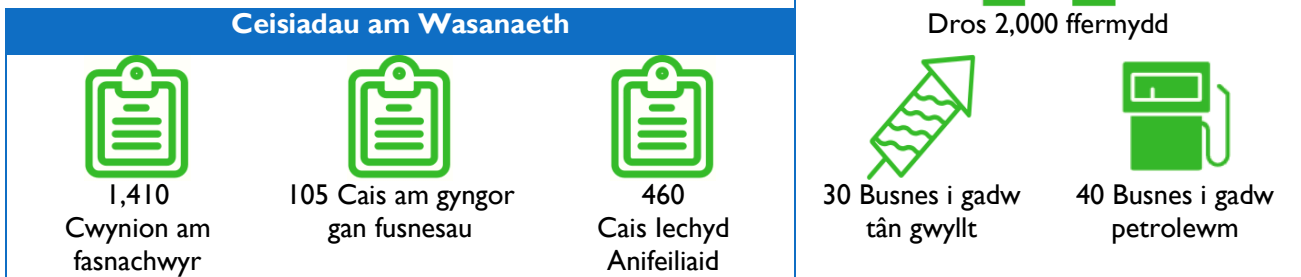 Ceisiadau am Wasanaeth
1,410
Cwynion am
fasnachwyr
105 Cais am gyngor
gan fusnesau
460
Cais Iechyd
Anifeiliaid
Dros 2,000 ffermydd
30 Busnes i gadw
tân gwyllt
40 Busnes i gadw
petrolewm